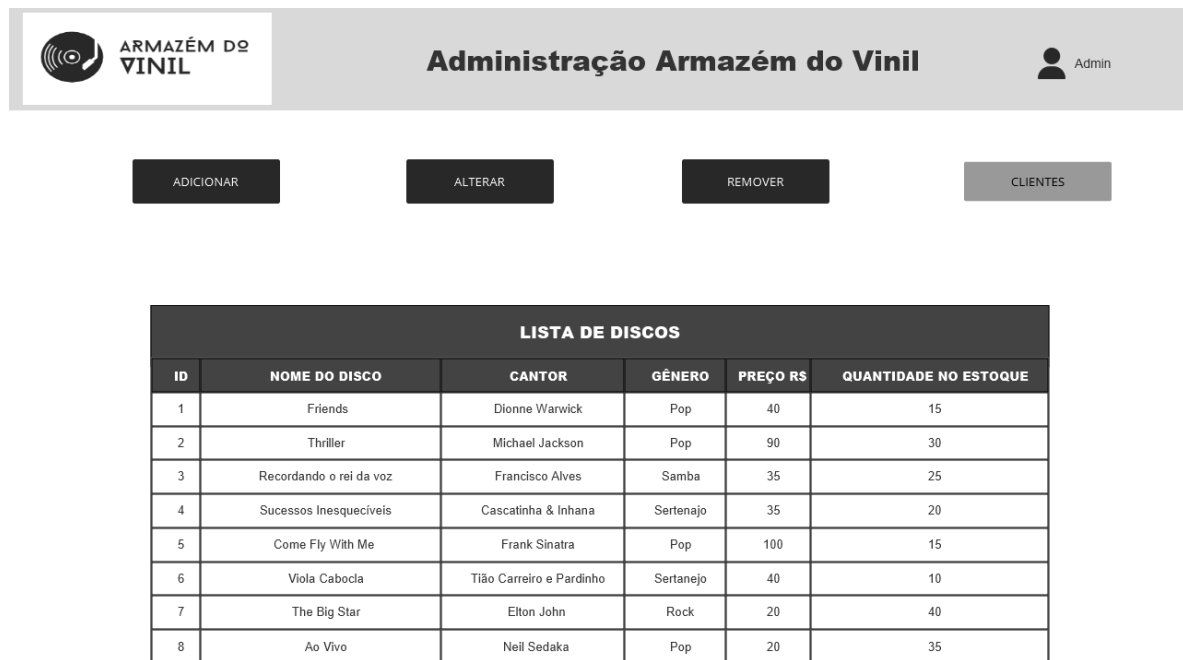 ARMAZÉM DO
VINIL
Administração Armazém do Vinil
Admin
ADICIONAR ALTERAR REMOVER CLIENTES
LISTA DE DISCOS
ID NOME DO DISCO CANTOR GÊNERO PREÇO R$ QUANTIDADE NO ESTOQUE
1 Friends Dionne Warwick Pop 40 15
2 Thriller Michael Jackson Pop 90 30
3 Recordando o rei da voz Francisco Alves Samba 35 25
4 Sucessos Inesquecíveis Cascatinha & Inhana Sertenajo 35 20
5 Come Fly With Me Frank Sinatra Pop 100 15
6 Viola Cabocla Tião Carreiro e Pardinho Sertanejo 40 10
7 The Big Star Elton John Rock 20 40
8 Ao Vivo Neil Sedaka Pop 20 35